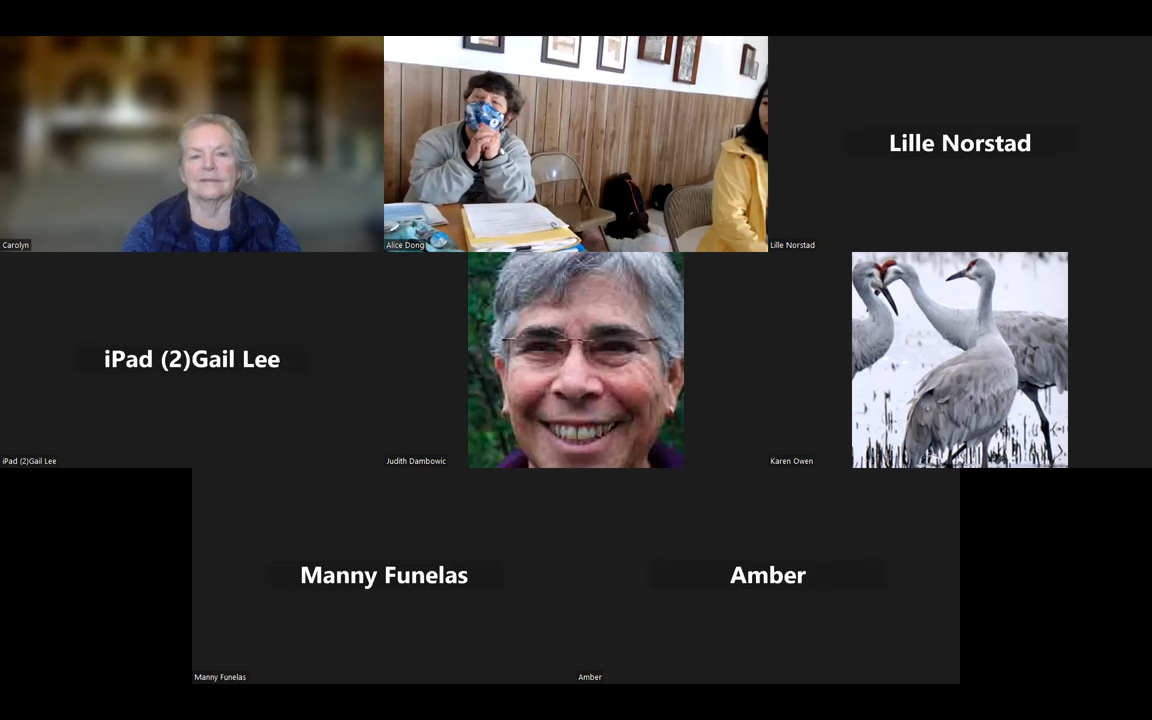 Carolyn
Alice Dong
Lille Norstad
Lille Norstad
iPad (2)Gail Lee
iPad (2)Gail Lee
Judith Dambowic
Karen Owen
Manny Funelas
Manny Funelas
Amber
Amber